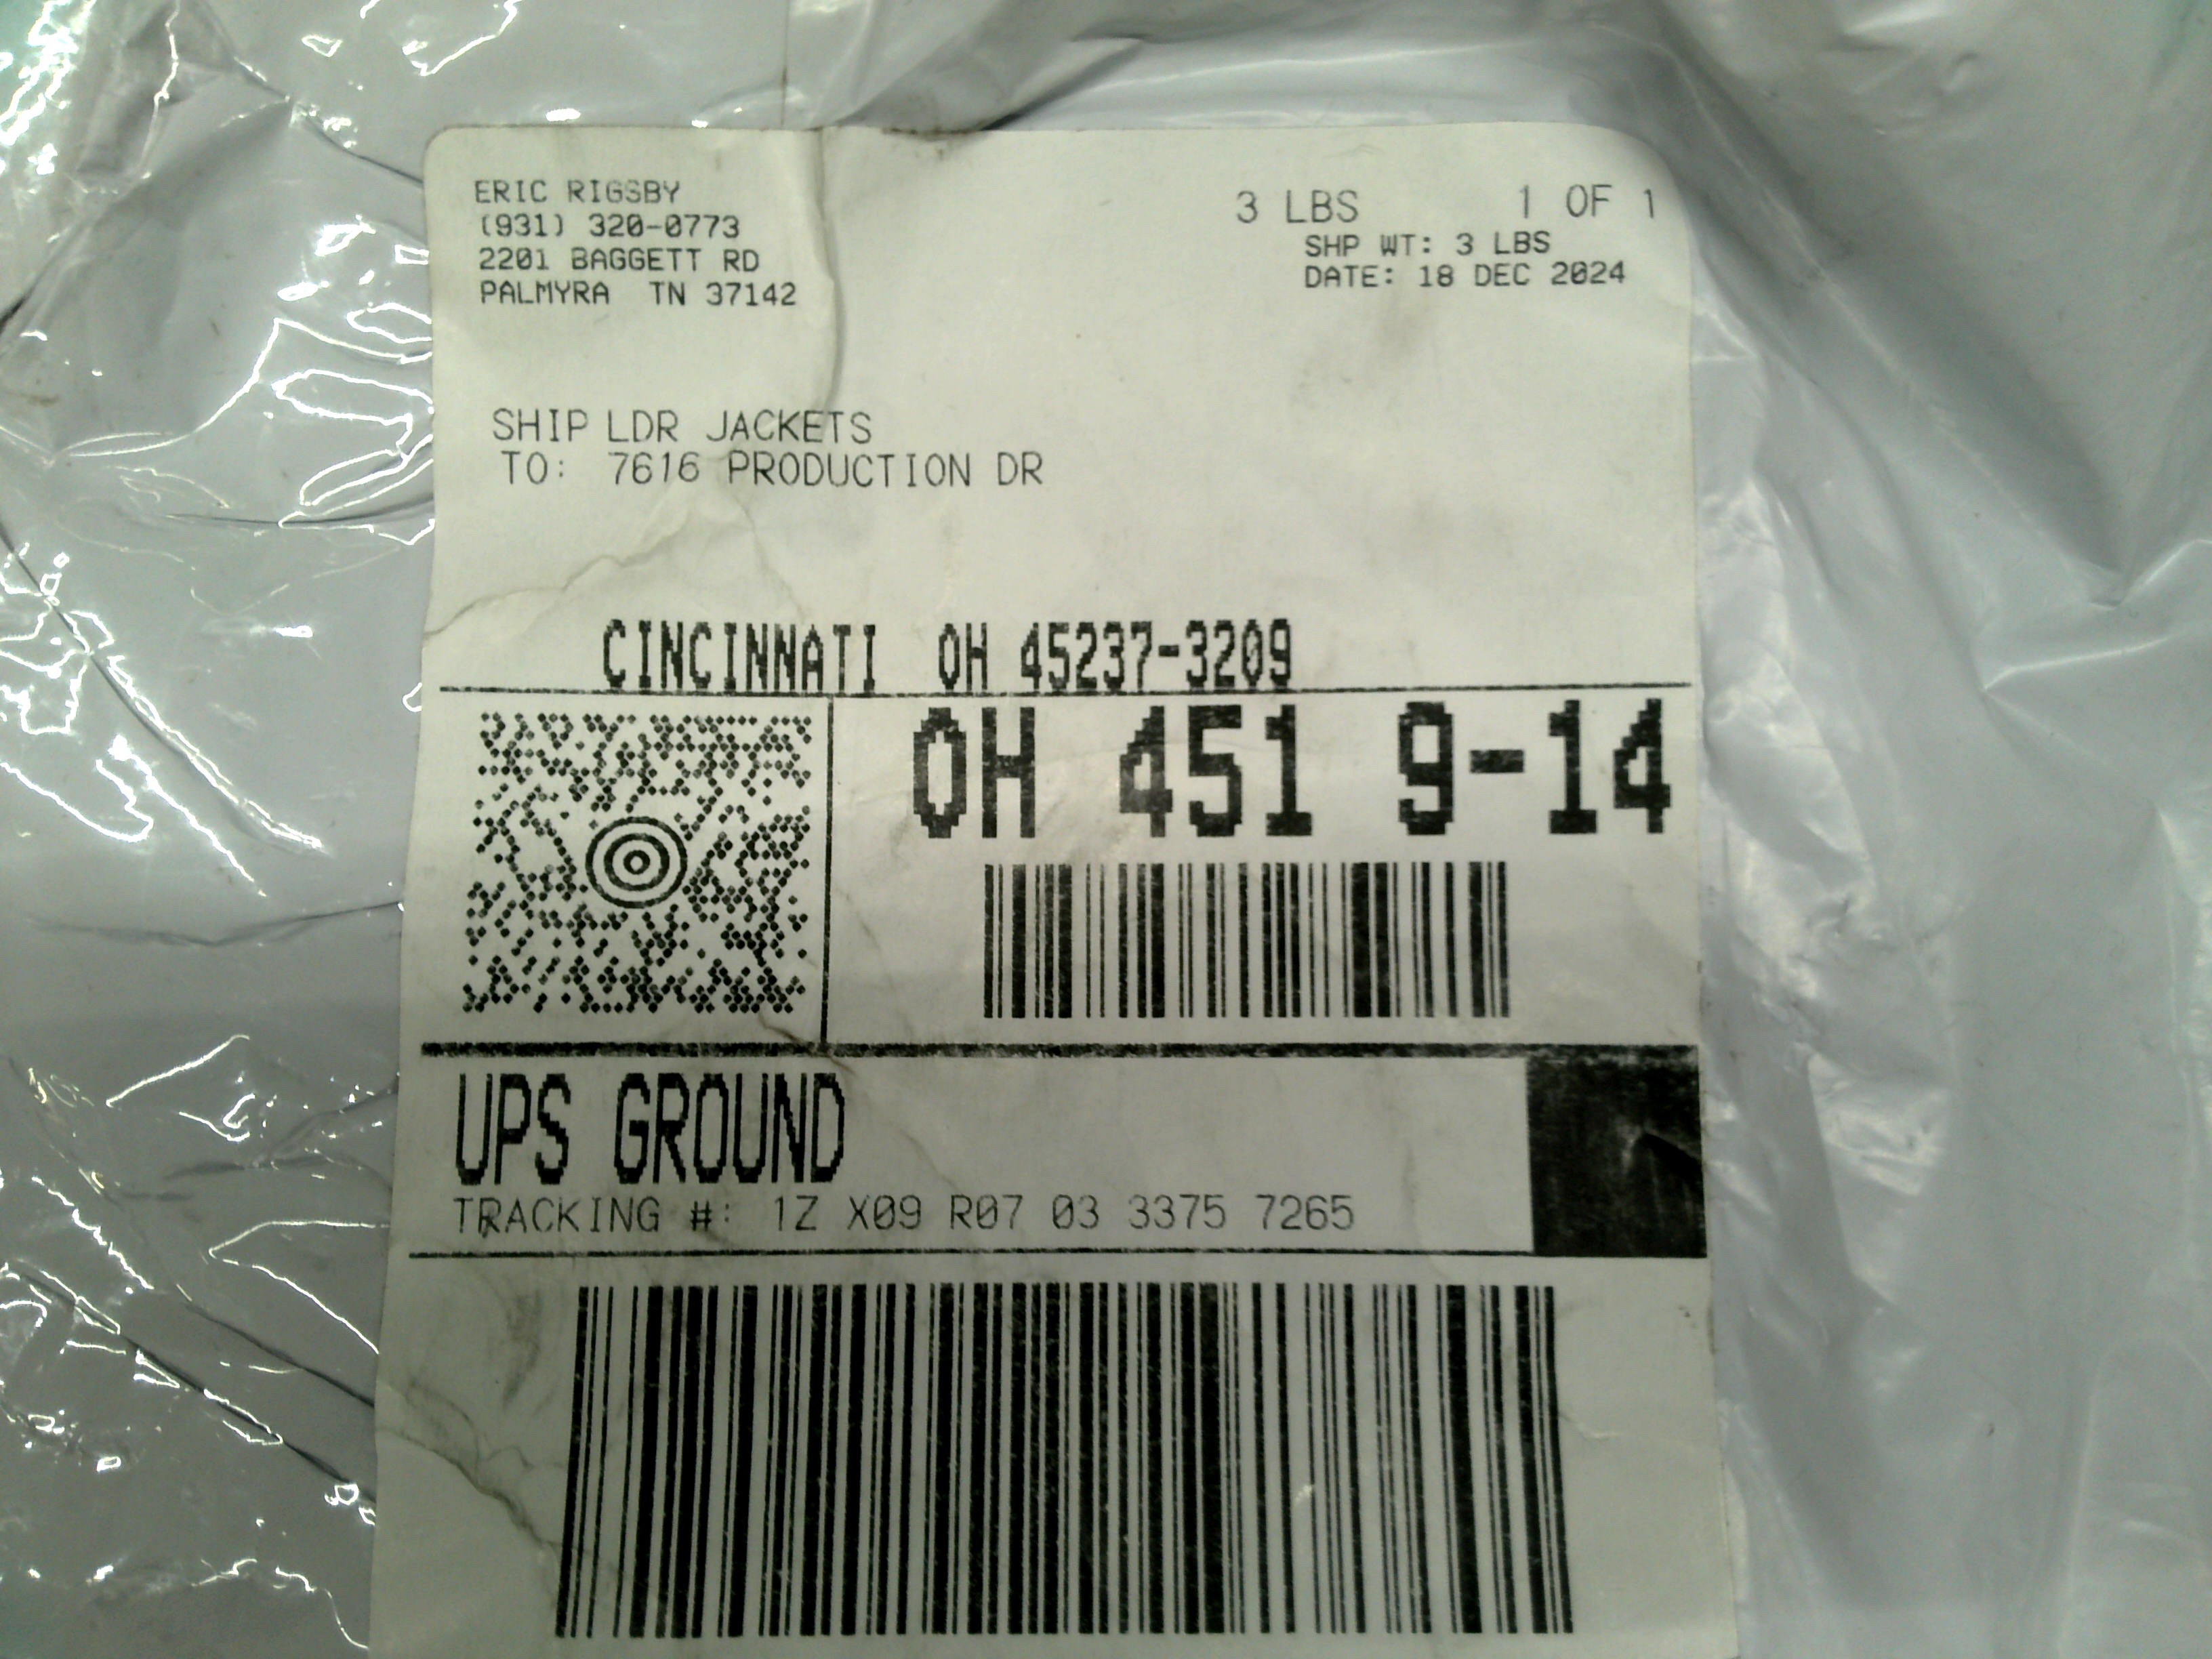 ERIC RIGSBY
(931) 320-0773
2201 BAGGETT RD
PALMYRA TN 37142
3 LBS 1 OF 1
SHP WT: 3 LBS
DATE: 18 DEC 2024
SHIP LDR JACKETS
TO: 7616 PRODUCTION DR
CINCINNATI OH 45237-3209
OH 451 9-14
UPS GROUND
TRACKING #: 1Z X09 R07 03 3375 7265